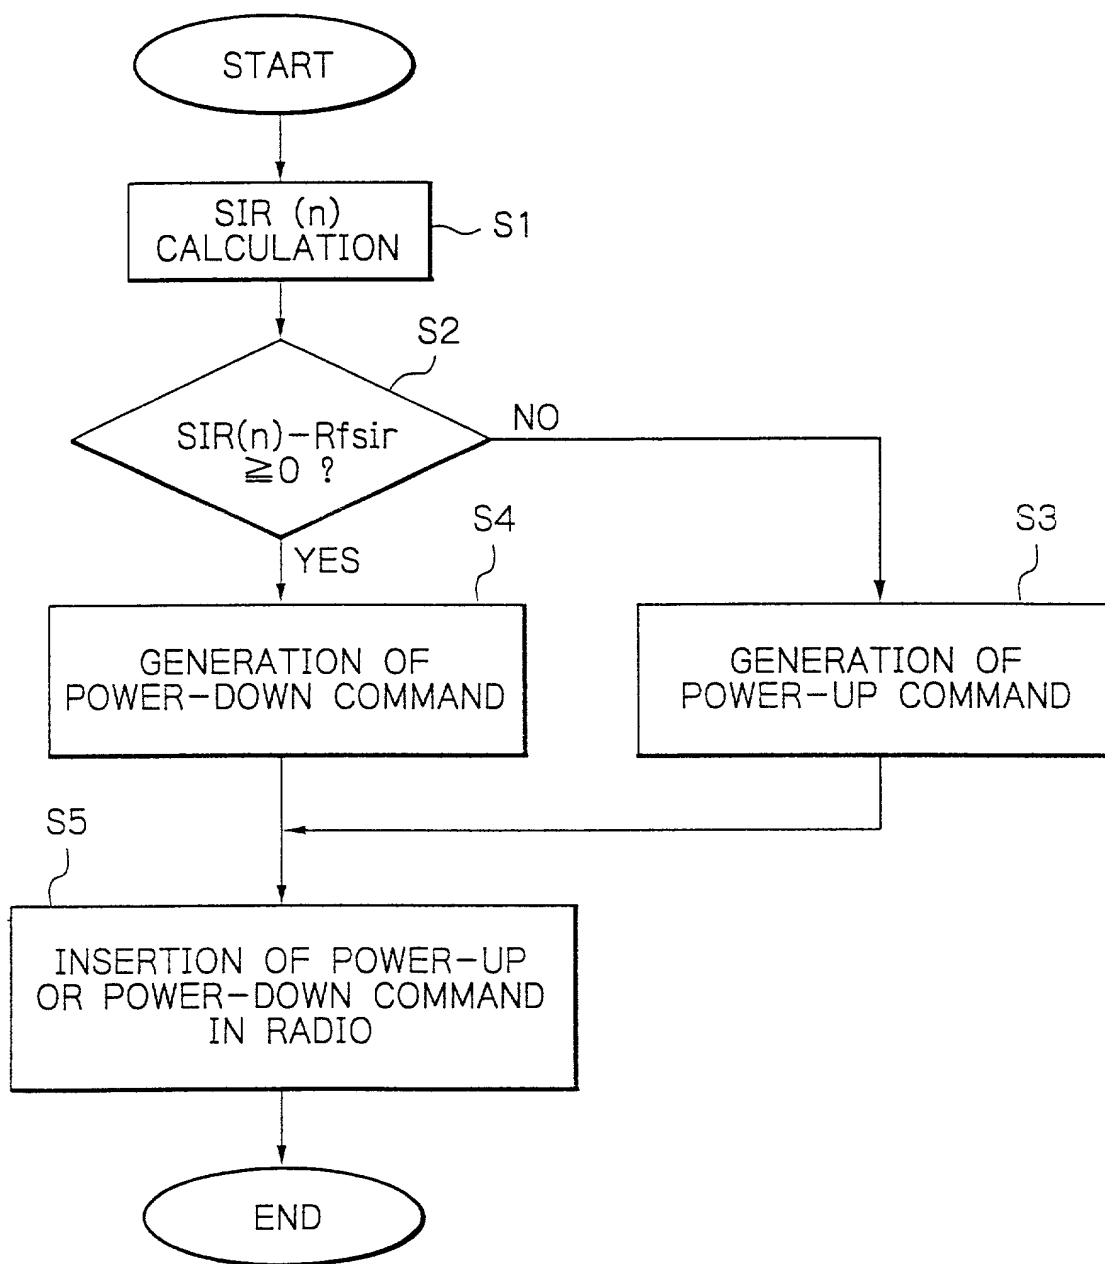 START
SIR (n)
CALCULATION
S1
S2
SIR(n)-Rfsir
≧0 ?
NO
YES
S4
GENERATION OF
POWER-DOWN COMMAND
S3
GENERATION OF
POWER-UP COMMAND
S5
INSERTION OF POWER-UP
OR POWER-DOWN COMMAND
IN RADIO
END